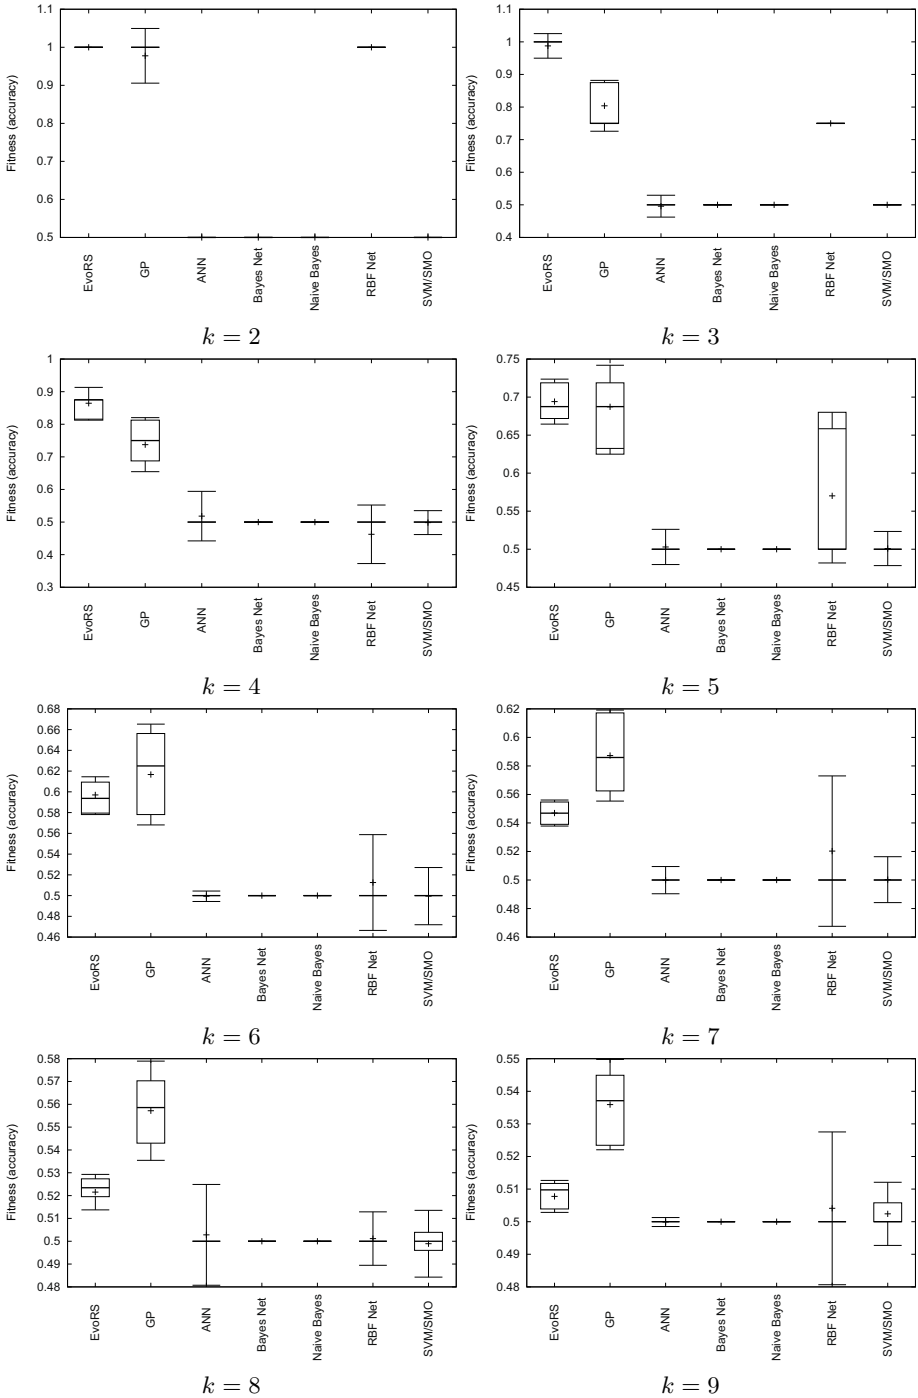 1.1
1
0.9
0.8
0.7
0.6
0.5
Fitness (accuracy)
EvoRS
GP
ANN
Bayes Net
Naive Bayes
RBF Net
SVM/SMO
k = 2
1.1
1
0.9
0.8
0.7
0.6
0.5
0.4
Fitness (accuracy)
EvoRS
GP
ANN
Bayes Net
Naive Bayes
RBF Net
SVM/SMO
k = 3
1
0.9
0.8
0.7
0.6
0.5
0.4
0.3
Fitness (accuracy)
EvoRS
GP
ANN
Bayes Net
Naive Bayes
RBF Net
SVM/SMO
k = 4
0.75
0.7
0.65
0.6
0.55
0.5
0.45
Fitness (accuracy)
EvoRS
GP
ANN
Bayes Net
Naive Bayes
RBF Net
SVM/SMO
k = 5
0.68
0.66
0.64
0.62
0.6
0.58
0.56
0.54
0.52
0.5
0.48
0.46
Fitness (accuracy)
EvoRS
GP
ANN
Bayes Net
Naive Bayes
RBF Net
SVM/SMO
k = 6
0.62
0.6
0.58
0.56
0.54
0.52
0.5
0.48
0.46
Fitness (accuracy)
EvoRS
GP
ANN
Bayes Net
Naive Bayes
RBF Net
SVM/SMO
k = 7
0.58
0.57
0.56
0.55
0.54
0.53
0.52
0.51
0.5
0.49
0.48
Fitness (accuracy)
EvoRS
GP
ANN
Bayes Net
Naive Bayes
RBF Net
SVM/SMO
k = 8
0.55
0.54
0.53
0.52
0.51
0.5
0.49
0.48
Fitness (accuracy)
EvoRS
GP
ANN
Bayes Net
Naive Bayes
RBF Net
SVM/SMO
k = 9